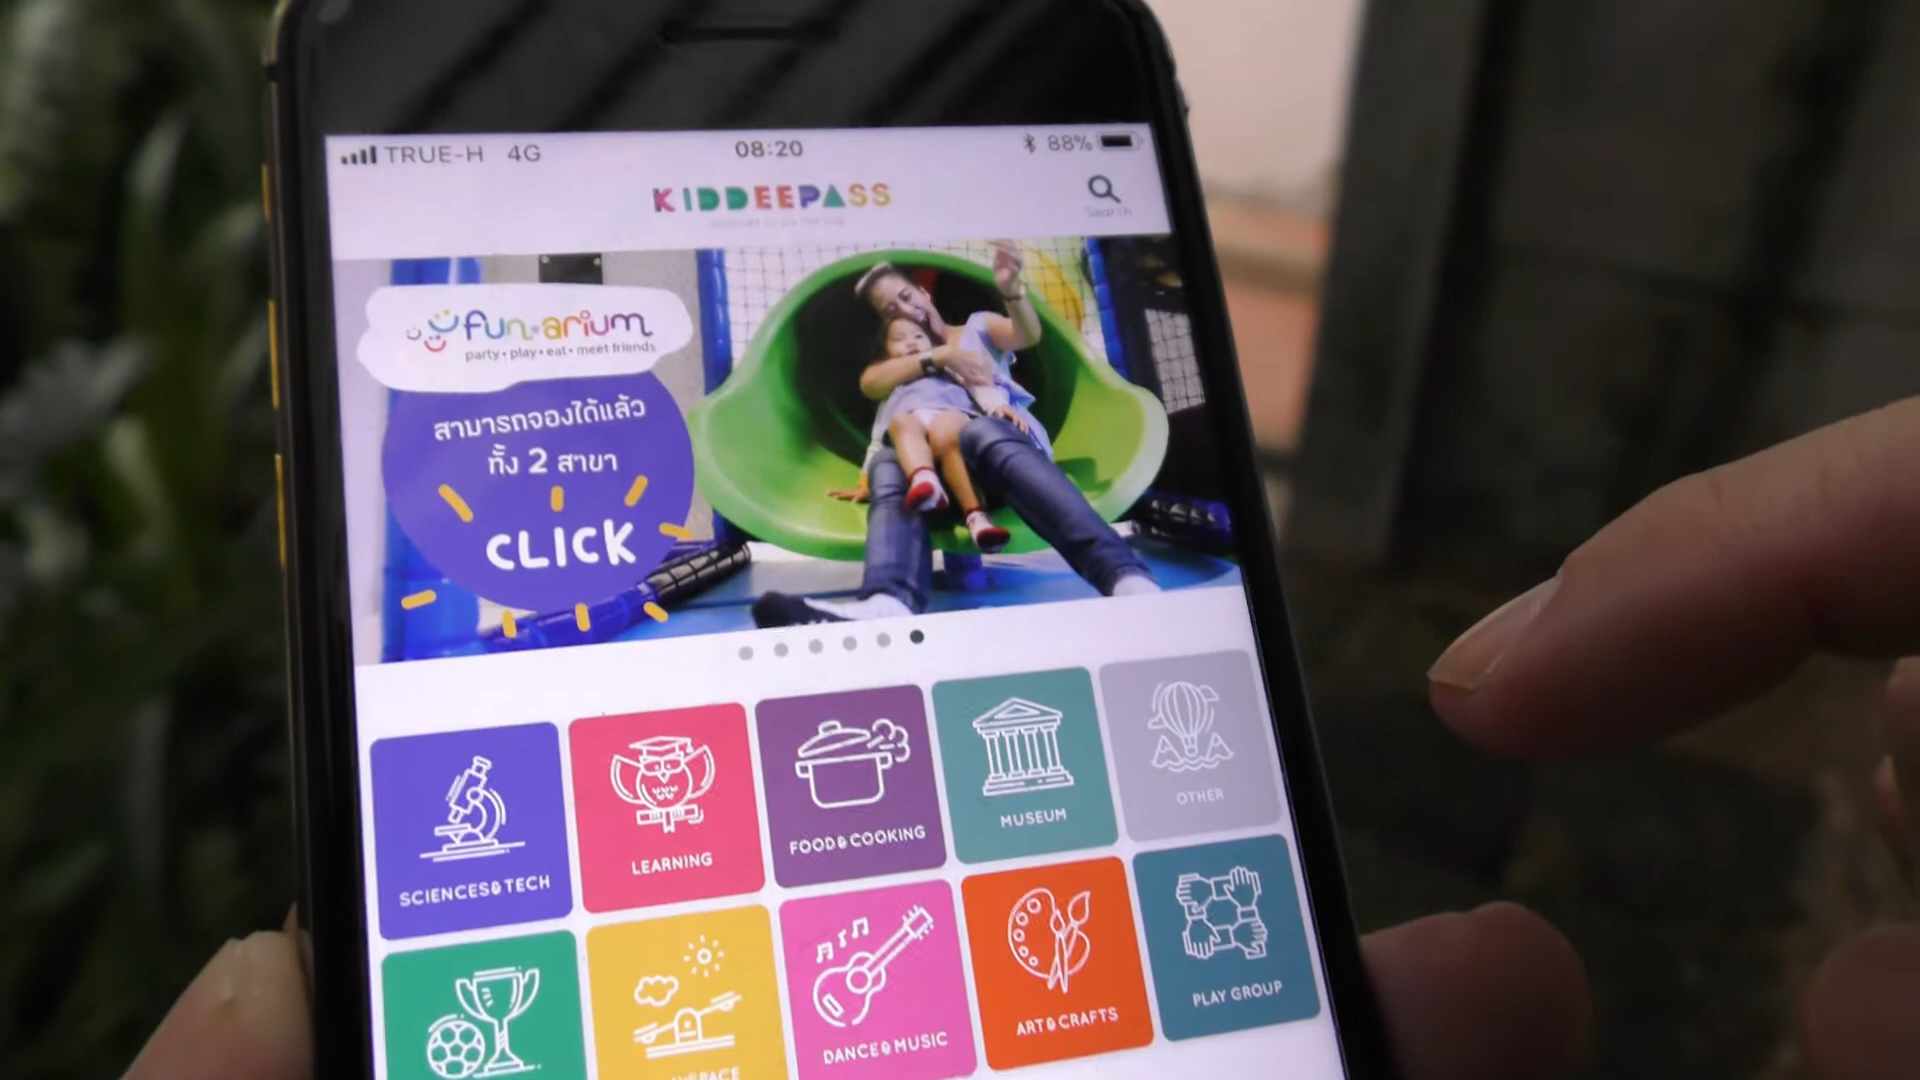 TRUE-H 4G 08:20 88%
KIDDEEPASS
Search
fun·arium
party • play • eat • meet friends
สามารถจองได้แล้ว
ทั้ง 2 สาขา
CLICK
SCIENCES&TECH
LEARNING
FOOD&COOKING
MUSEUM
OTHER
DANCE&MUSIC
ART&CRAFTS
PLAY GROUP